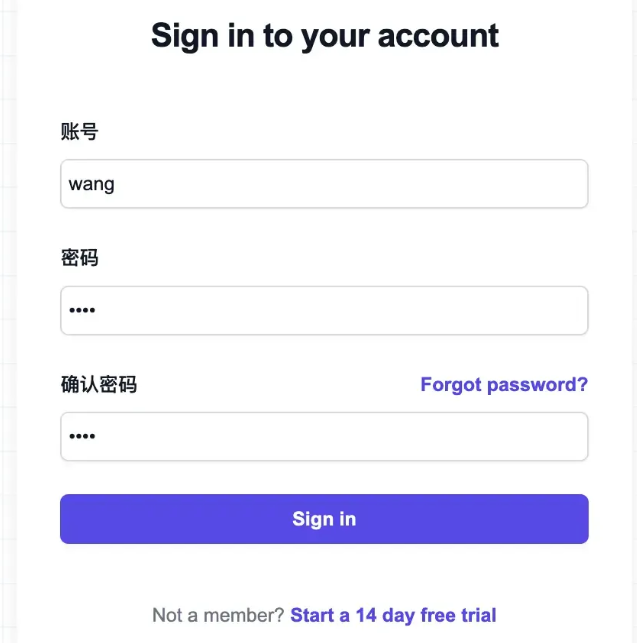 Sign in to your account
账号
wang
密码
••••
确认密码 Forgot password?
••••
Sign in
Not a member? Start a 14 day free trial